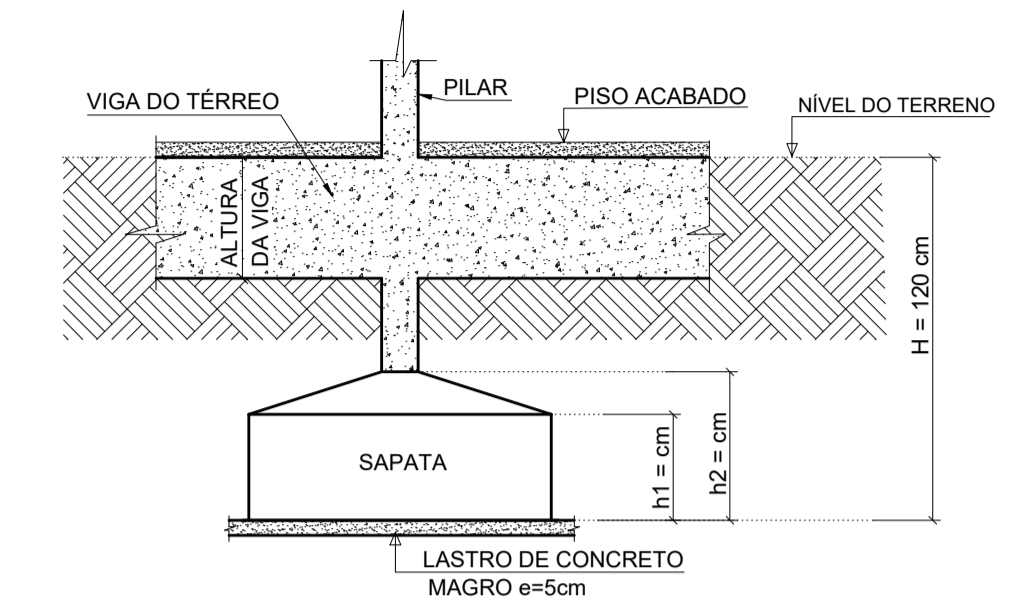 PILAR
VIGA DO TÉRREO
PISO ACABADO
NÍVEL DO TERRENO
ALTURA
DA VIGA
H = 120 cm
h1 = cm
h2 = cm
SAPATA
LASTRO DE CONCRETO
MAGRO e=5cm